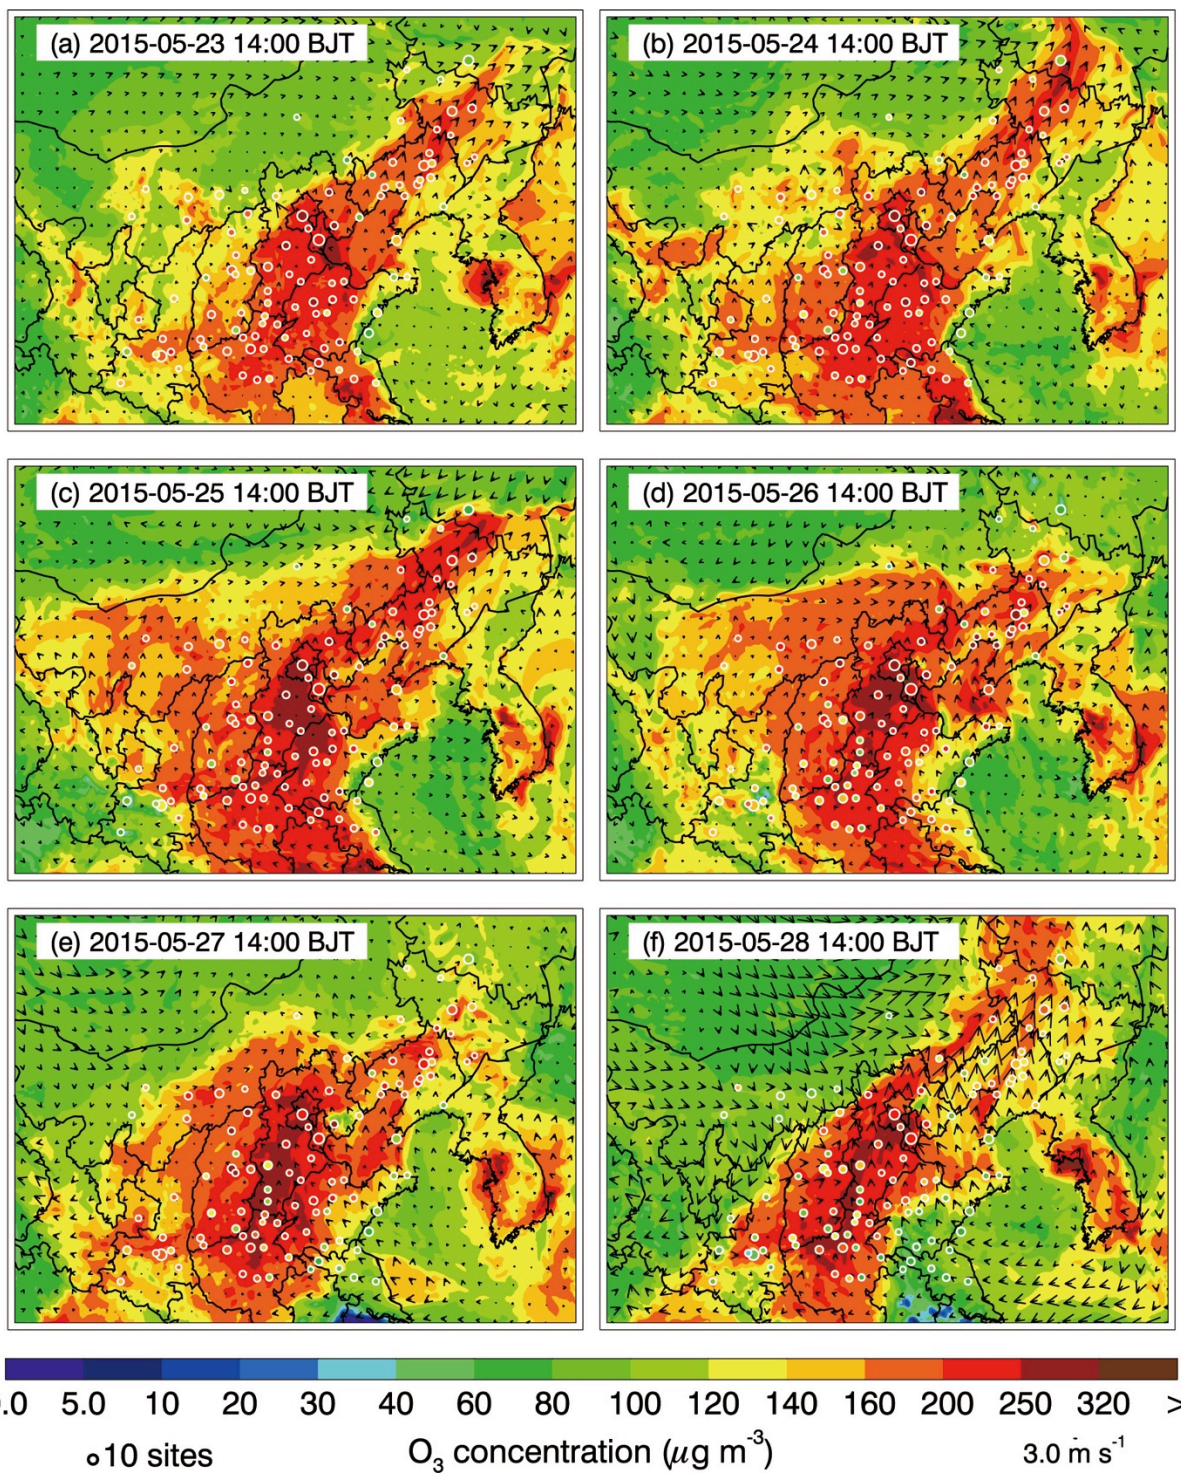 (a) 2015-05-23 14:00 BJT
(b) 2015-05-24 14:00 BJT
(c) 2015-05-25 14:00 BJT
(d) 2015-05-26 14:00 BJT
(e) 2015-05-27 14:00 BJT
(f) 2015-05-28 14:00 BJT
.0 5.0 10 20 30 40 60 80 100 120 140 160 200 250 320 >
10 sites O₃ concentration (μg m⁻³) 3.0 m s⁻¹